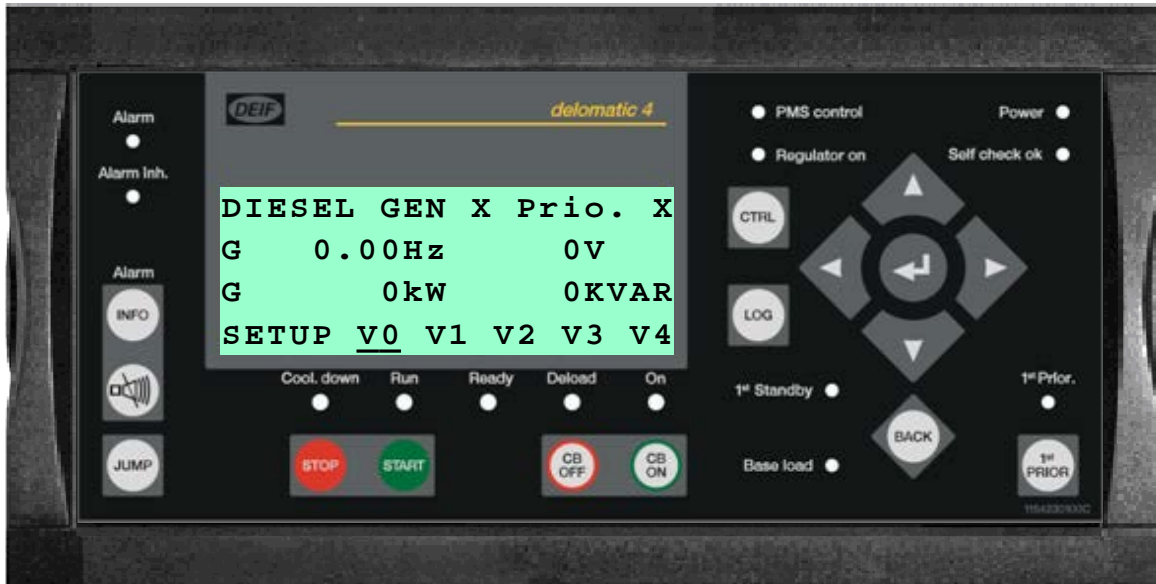 DEIF
delomatic 4
Alarm
Alarm Inh.
PMS control
Power
Regulator on
Self check ok
DIESEL GEN X Prio. X
G 0.00Hz 0V
G 0kW 0KVAR
SETUP V0 V1 V2 V3 V4
CTRL
LOG
Alarm
INFO
JUMP
Cool. down Run Ready Deload On
STOP START CB OFF CB ON
1st Standby
Base load
BACK
1st Prior.
1st PRIOR